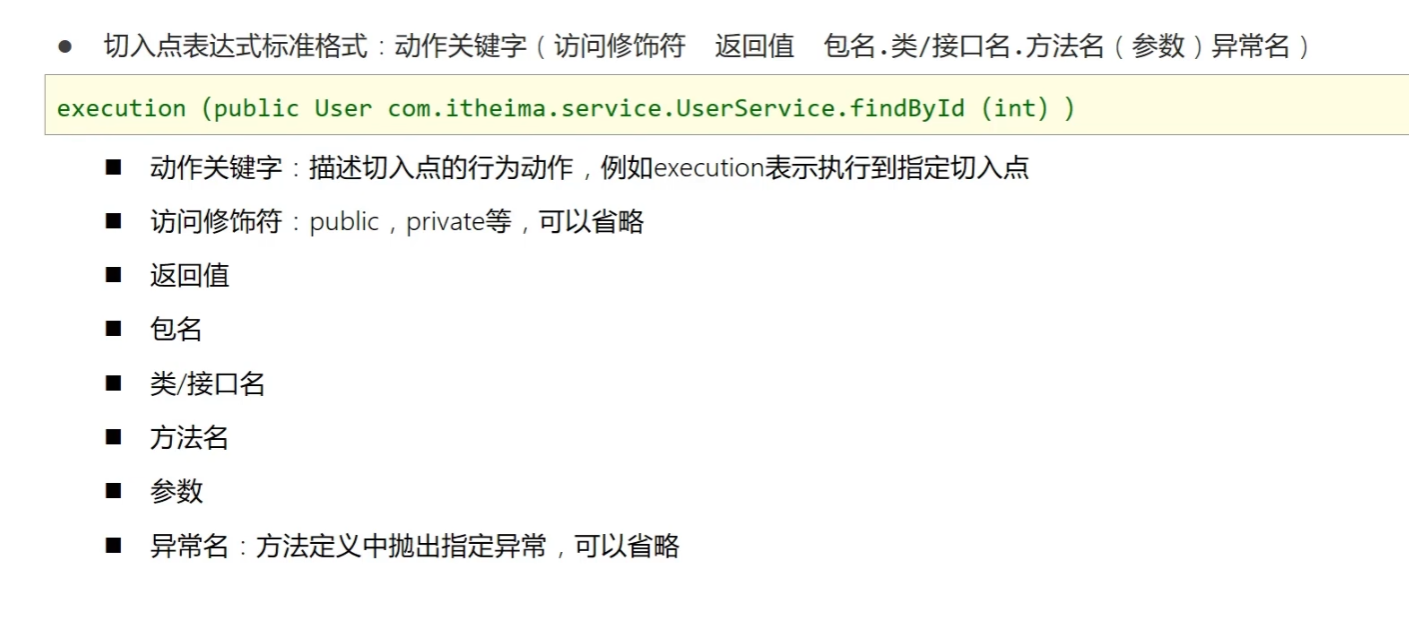 ● 切入点表达式标准格式：动作关键字（访问修饰符 返回值 包名.类/接口名.方法名（参数）异常名）
execution (public User com.itheima.service.UserService.findById (int) )
■ 动作关键字：描述切入点的行为动作，例如execution表示执行到指定切入点
■ 访问修饰符：public，private等，可以省略
■ 返回值
■ 包名
■ 类/接口名
■ 方法名
■ 参数
■ 异常名：方法定义中抛出指定异常，可以省略